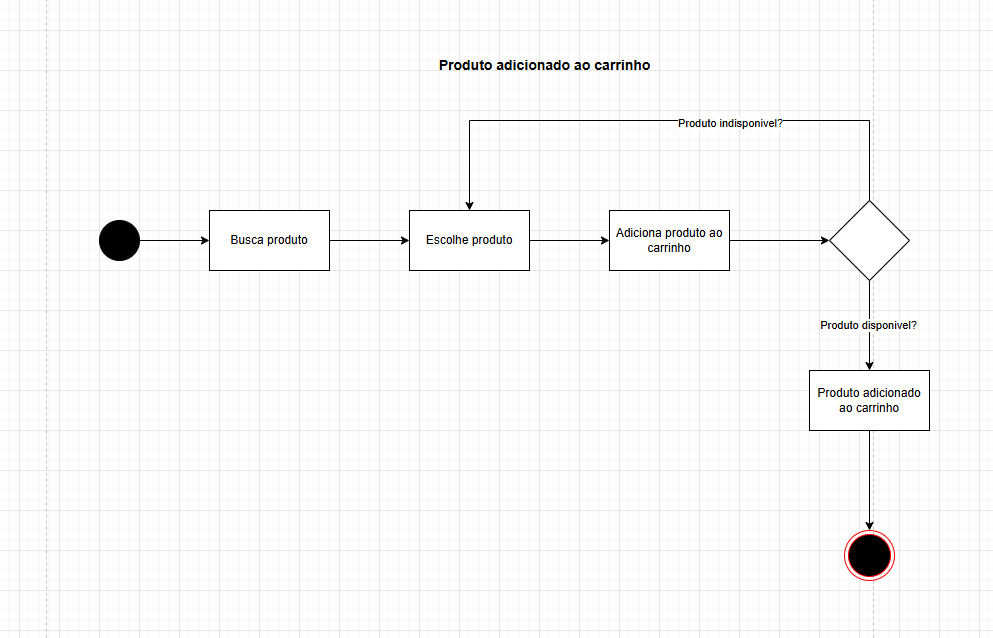 Produto adicionado ao carrinho
Produto indisponivel?
Busca produto
Escolhe produto
Adiciona produto ao
carrinho
Produto disponivel?
Produto adicionado
ao carrinho